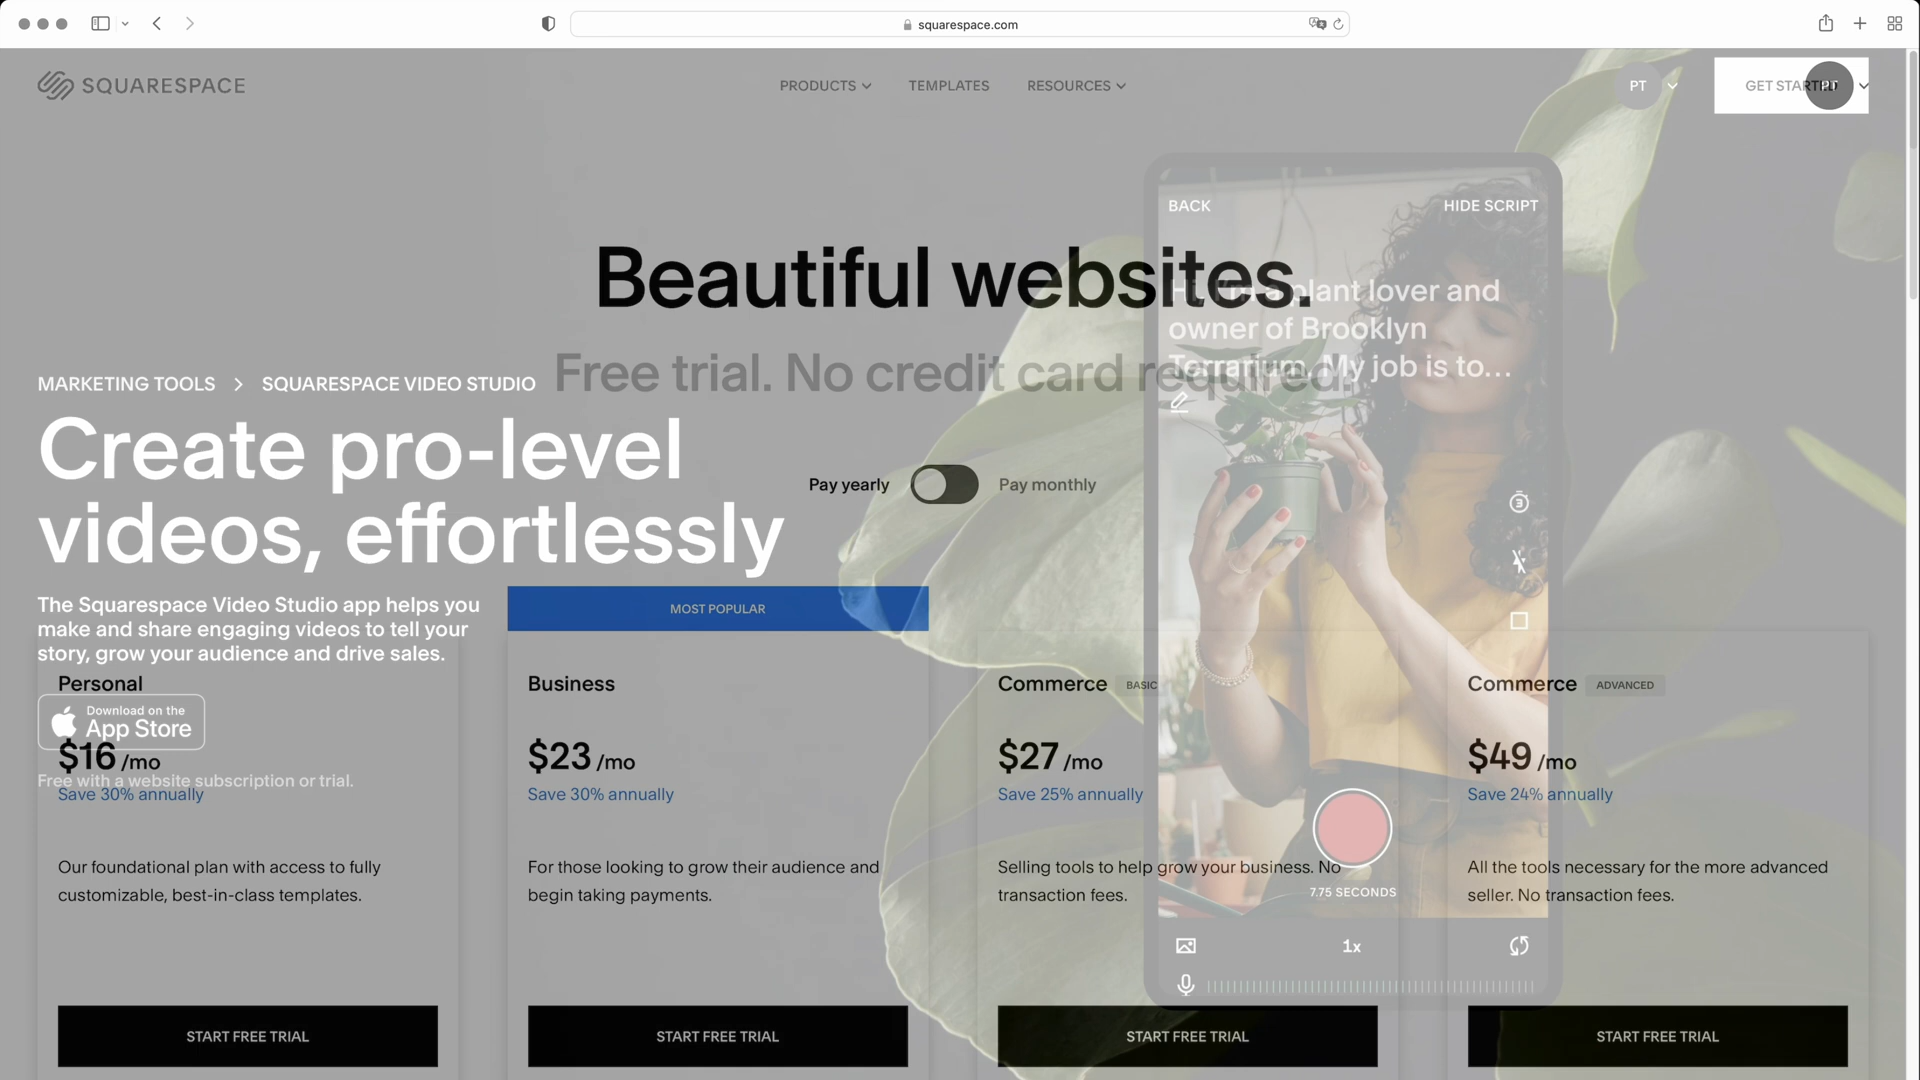 squarespace.com
SQUARESPACE
PRODUCTS
TEMPLATES
RESOURCES
PT
GET STARTED
PT
BACK
HIDE SCRIPT
Beautiful websites.
Hi, I'm a plant lover and
owner of Brooklyn
Terrarium. My job is to...
Free trial. No credit card required.
MARKETING TOOLS > SQUARESPACE VIDEO STUDIO
Create pro-level
videos, effortlessly
Pay yearly
Pay monthly
The Squarespace Video Studio app helps you
make and share engaging videos to tell your
story, grow your audience and drive sales.
Download on the
App Store
Free with a website subscription or trial.
MOST POPULAR
Personal
$16 /mo
Save 30% annually
Our foundational plan with access to fully
customizable, best-in-class templates.
START FREE TRIAL
Business
$23 /mo
Save 30% annually
For those looking to grow their audience and
begin taking payments.
START FREE TRIAL
Commerce BASIC
$27 /mo
Save 25% annually
Selling tools to help grow your business. No
transaction fees.
START FREE TRIAL
Commerce ADVANCED
$49 /mo
Save 24% annually
All the tools necessary for the more advanced
seller. No transaction fees.
START FREE TRIAL
3
7.75 SECONDS
1x